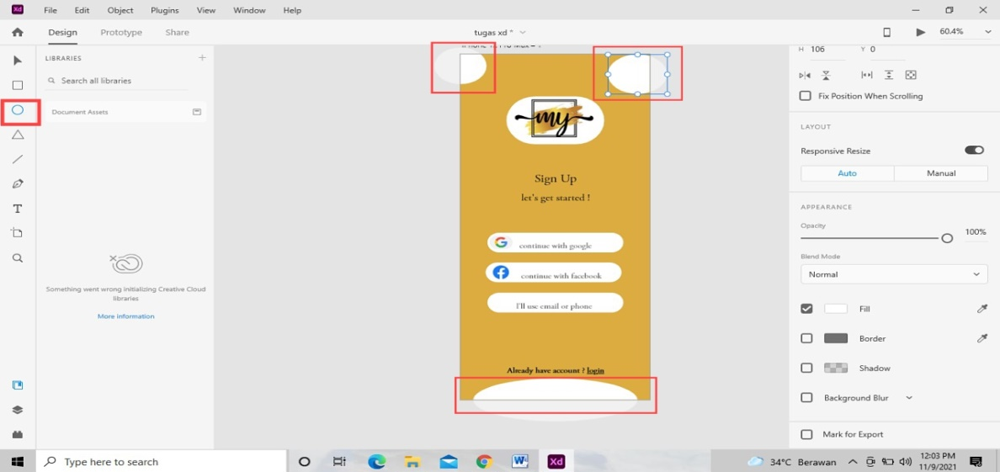 Xd File Edit Object Plugins View Window Help
Design Prototype Share
tugas xd *
60.4%
LIBRARIES
Search all libraries
Document Assets
Something went wrong initializing Creative Cloud
libraries
More information
my
Sign Up
let's get started !
continue with google
continue with facebook
I'll use email or phone
Already have account ? login
H 106 Y 0
Fix Position When Scrolling
LAYOUT
Responsive Resize
Auto Manual
APPEARANCE
Opacity
100%
Blend Mode
Normal
Fill
Border
Shadow
Background Blur
Mark for Export
Type here to search
W
Xd
34°C Berawan
12:03 PM
11/9/2021